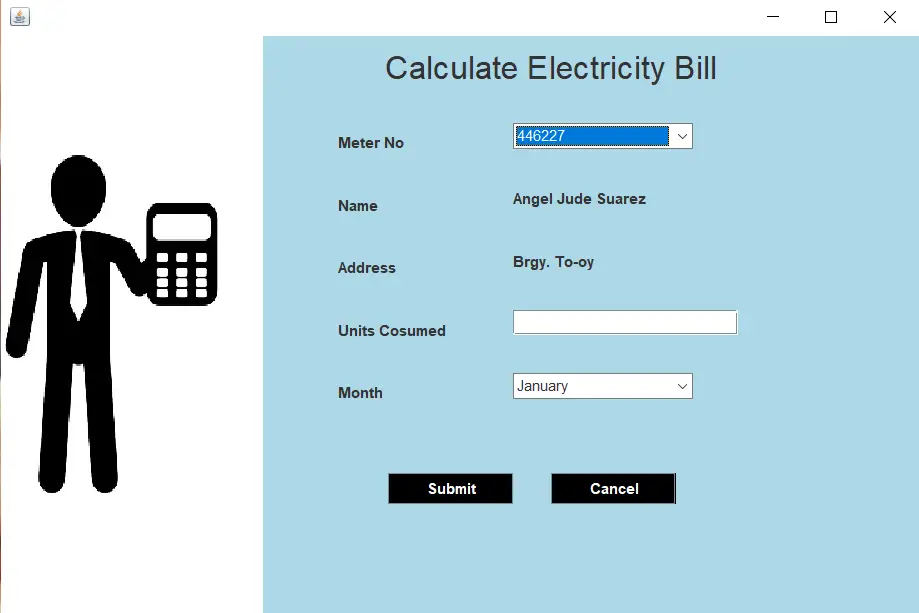 Calculate Electricity Bill
Meter No 446227
Name Angel Jude Suarez
Address Brgy. To-oy
Units Cosumed
Month January
Submit Cancel